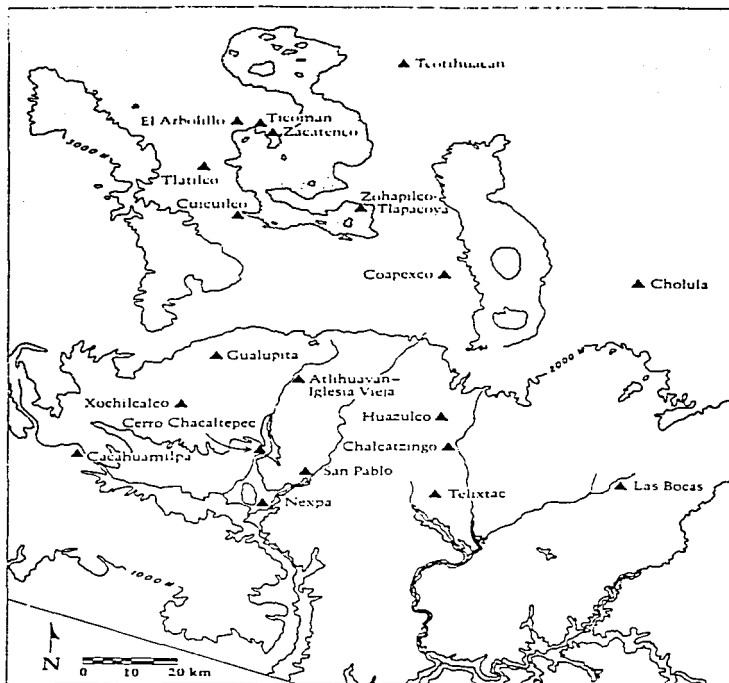 Teotihuacan
El Arbolillo
Ticoman
Zacatenco
3000 M
Tlatilco
Zohapilco-
Tlapacoya
Cuicuilco
Coapexco
Cholula
Gualupita
2000 M
Atlihuayan-
Iglesia Vieja
Xochicalco
Huazulco
Cerro Chacaltepec
Chalcatzingo
Cacahuamilpa
San Pablo
Telixtac
Las Bocas
Nexpa
1000 M
N
0 10 20 km